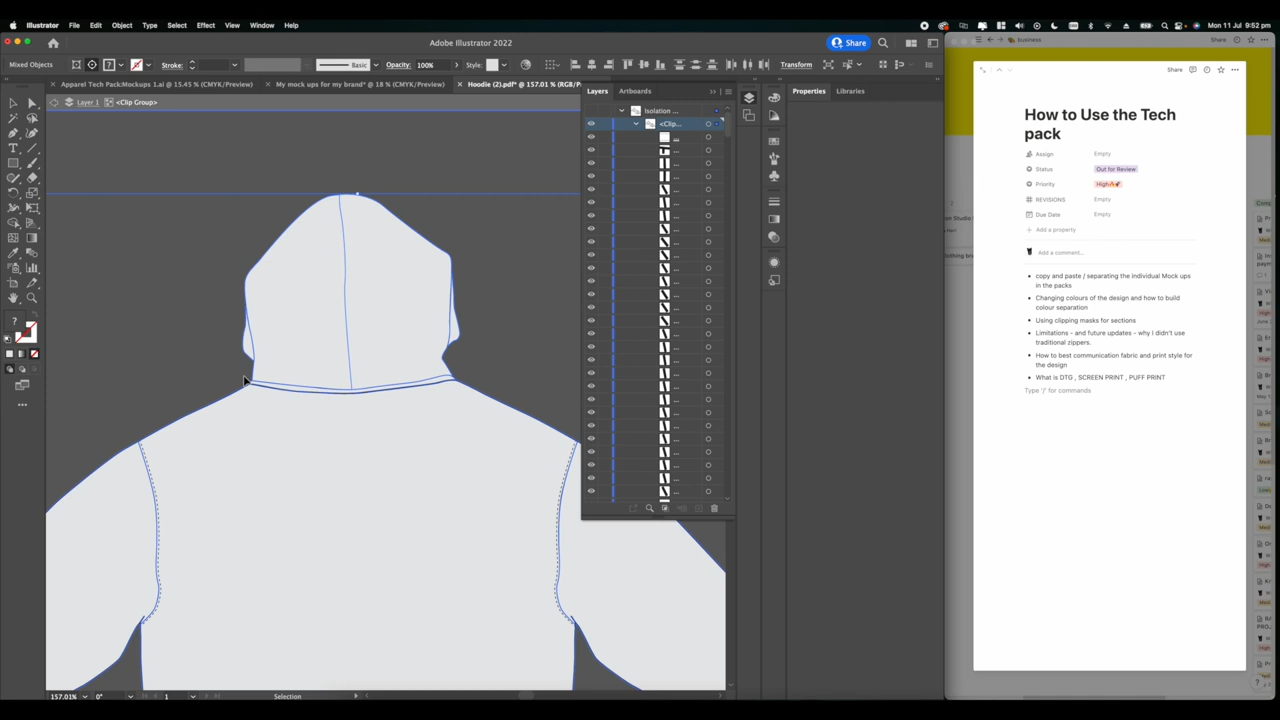 Illustrator File Edit Object Type Select Effect View Window Help
Mon 11 Jul 9:52 pm
Adobe Illustrator 2022
Share
Mixed Objects
Stroke:
Basic
Opacity: 100%
Style:
Transform
Apparel Tech Pack:Mockups 1.ai @ 15.45 % (CMYK/Preview)
My mock ups for my brand* @ 18 % (CMYK/Preview)
Hoodie (2).pdf* @ 157.01 % (RGB/P
Layer 1
<Clip Group>
Layers
Artboards
Isolation ...
<Clip...
Properties
Libraries
157.01%
0°
1
Selection
business
Share
Share
How to Use the Tech
pack
Assign Empty
Status Out for Review
Priority High
REVISIONS Empty
Due Date Empty
Add a property
Add a comment...
• copy and paste / separating the individual Mock ups
in the packs
• Changing colours of the design and how to build
colour separation
• Using clipping masks for sections
• Limitations - and future updates - why I didn't use
traditional zippers.
• How to best communication fabric and print style for
the design
• What is DTG , SCREEN PRINT , PUFF PRINT
Type '/' for commands